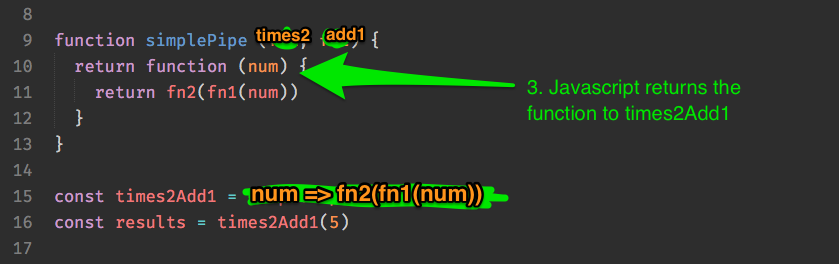 8
9 function simplePipe (times2, add1) {
10 return function (num) {
11 return fn2(fn1(num))
12 }
13 }
14
15 const times2Add1 = num => fn2(fn1(num))
16 const results = times2Add1(5)
17
3. Javascript returns the
function to times2Add1